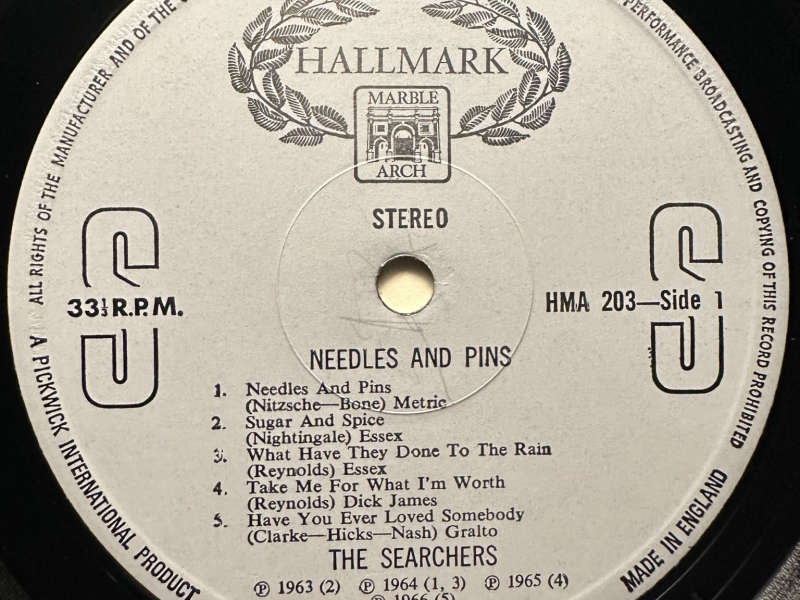 ALL RIGHTS OF THE MANUFACTURER AND OF THE
PERFORMANCE BROADCASTING AND COPYING OF THIS RECORD PROHIBITED
HALLMARK
MARBLE
ARCH
STEREO
S
S
33⅓ R.P.M.
HMA 203—Side 1
NEEDLES AND PINS
1. Needles And Pins
(Nitzsche—Bone) Metric
2. Sugar And Spice
(Nightingale) Essex
3. What Have They Done To The Rain
(Reynolds) Essex
4. Take Me For What I'm Worth
(Reynolds) Dick James
5. Have You Ever Loved Somebody
(Clarke—Hicks—Nash) Gralto
THE SEARCHERS
℗ 1963 (2) ℗ 1964 (1, 3) ℗ 1965 (4)
℗ 1966 (5)
A PICKWICK INTERNATIONAL PRODUCT
MADE IN ENGLAND